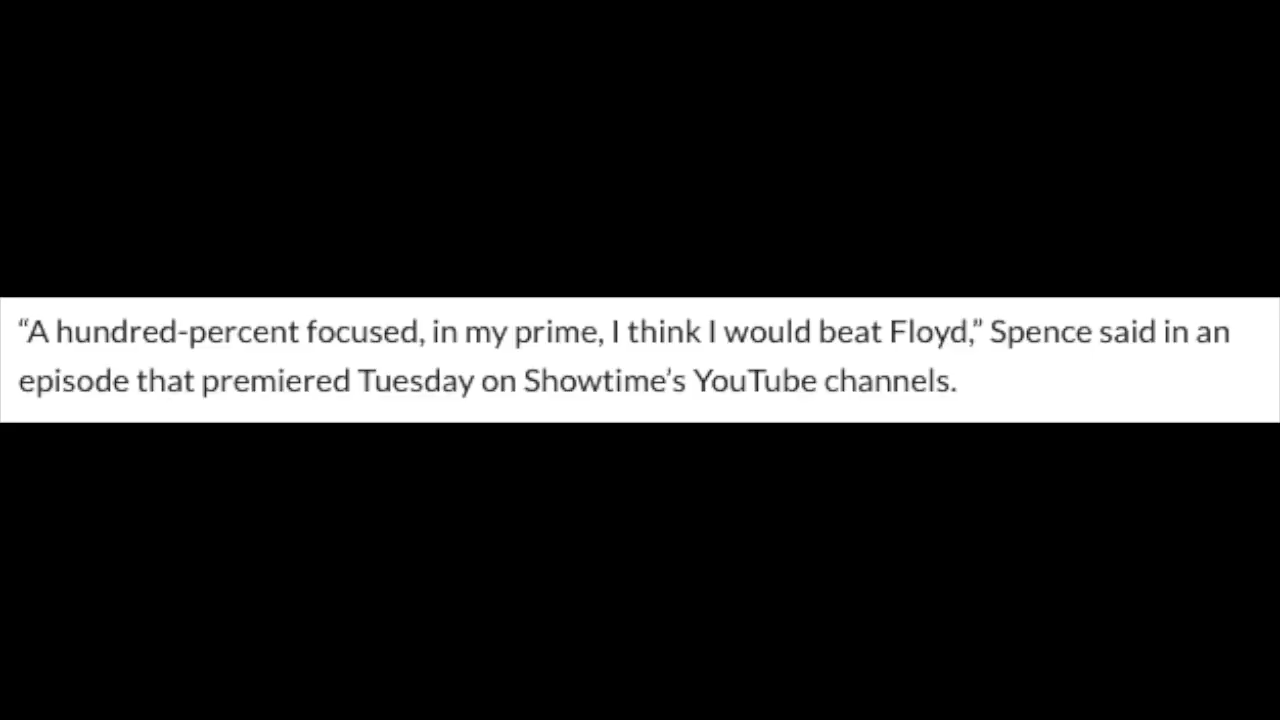 “A hundred-percent focused, in my prime, I think I would beat Floyd,” Spence said in an
episode that premiered Tuesday on Showtime’s YouTube channels.